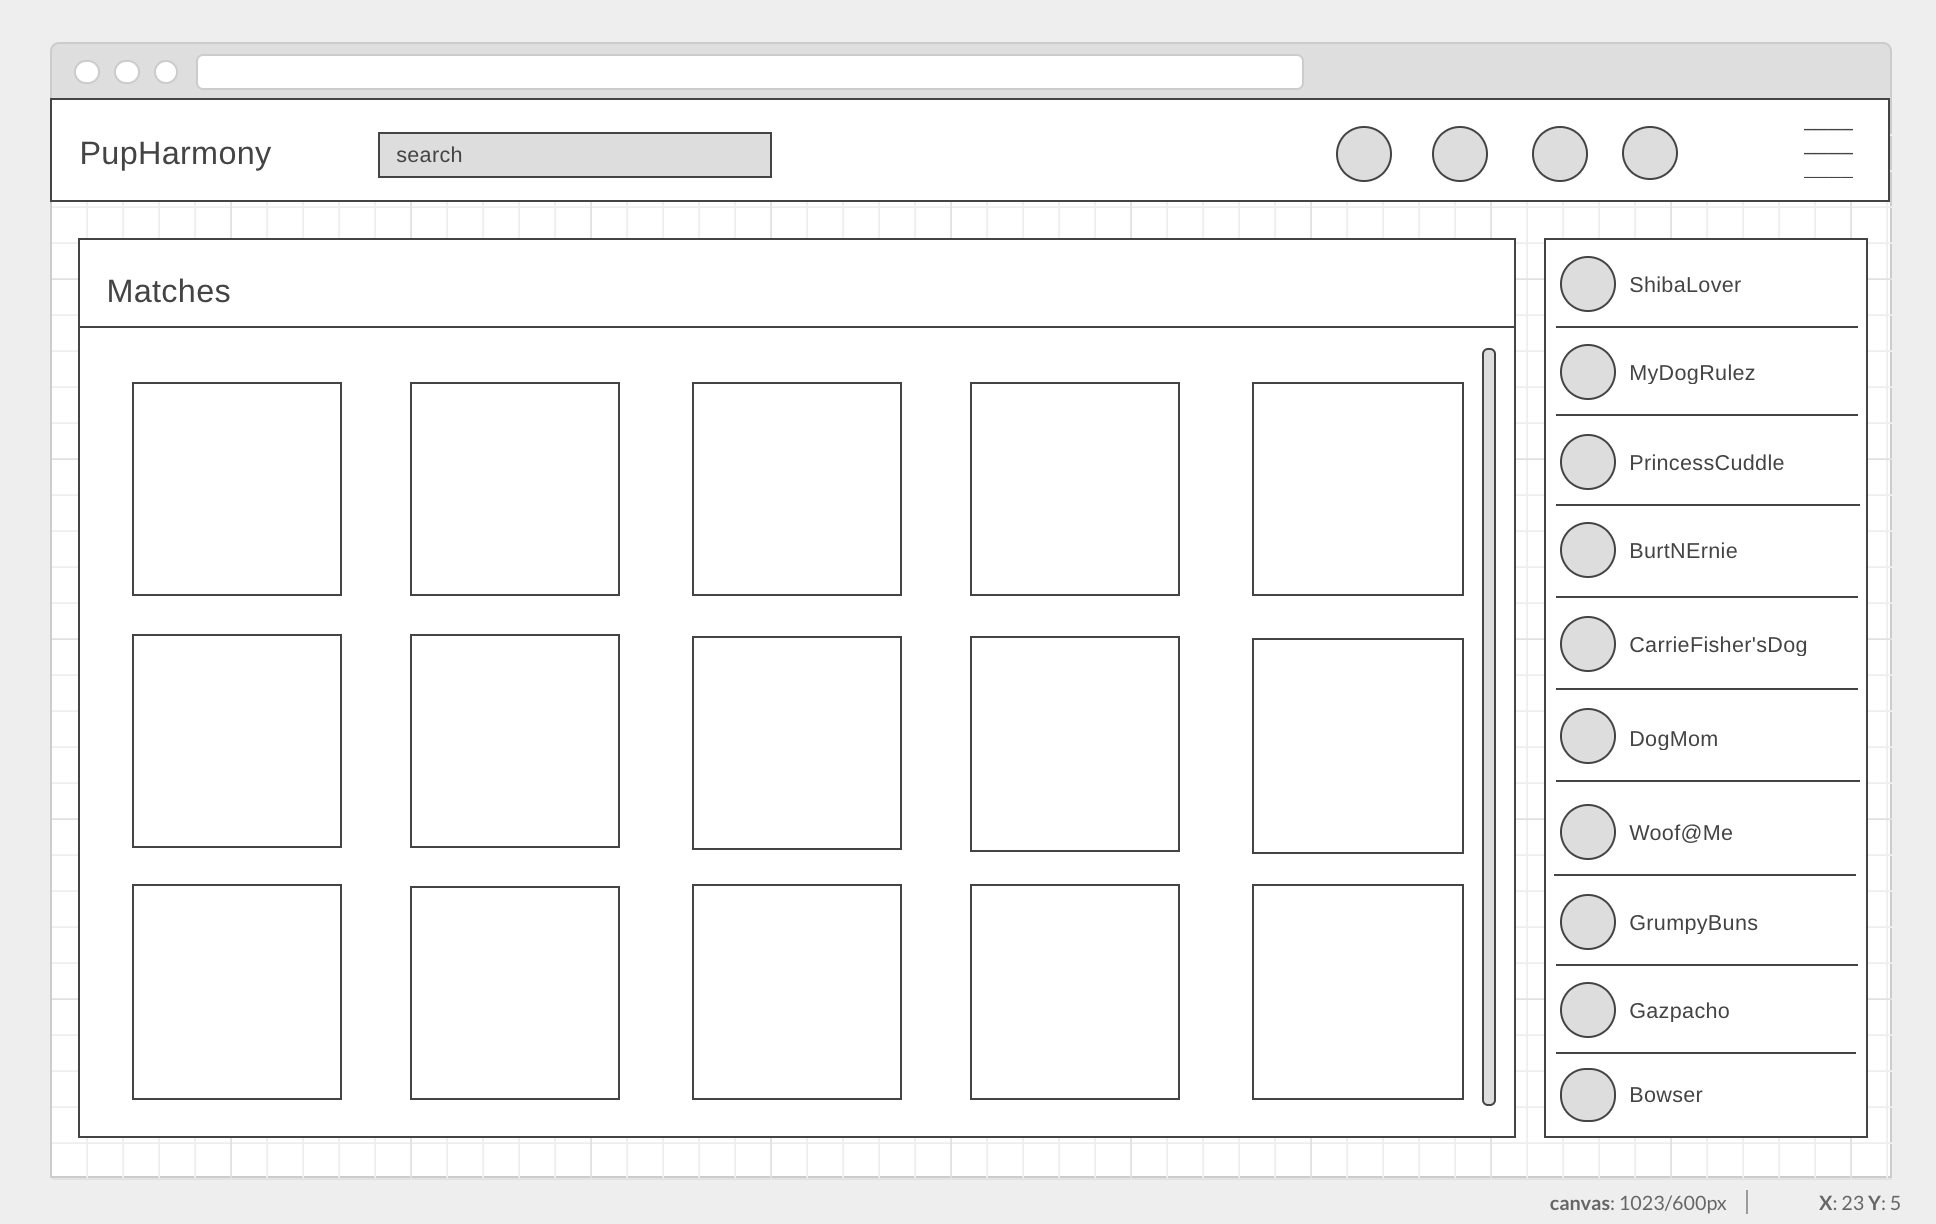 PupHarmony
search
Matches
ShibaLover
MyDogRulez
PrincessCuddle
BurtNErnie
CarrieFisher'sDog
DogMom
Woof@Me
GrumpyBuns
Gazpacho
Bowser
canvas: 1023/600px X: 23 Y: 5